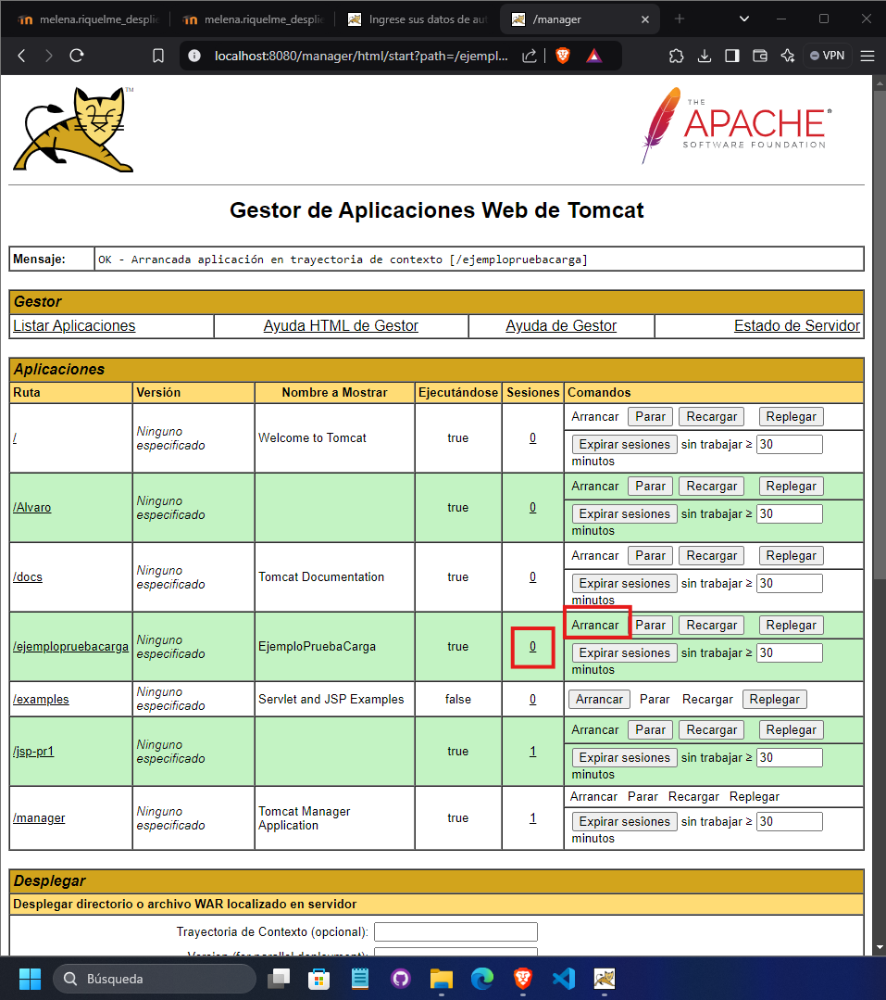 melena.riquelme_desplie
melena.riquelme_desplie
Ingrese sus datos de aut
/manager
localhost:8080/manager/html/start?path=/ejempl...
VPN
TM
THE
APACHE®
SOFTWARE FOUNDATION
Gestor de Aplicaciones Web de Tomcat
Mensaje: OK - Arrancada aplicación en trayectoria de contexto [/ejemplopruebacarga]
Gestor
Listar Aplicaciones Ayuda HTML de Gestor Ayuda de Gestor Estado de Servidor
Aplicaciones
Ruta Versión Nombre a Mostrar Ejecutándose Sesiones Comandos
/ Ninguno especificado Welcome to Tomcat true 0 Arrancar Parar Recargar Replegar
Expirar sesiones sin trabajar ≥ 30
minutos
/Alvaro Ninguno especificado true 0 Arrancar Parar Recargar Replegar
Expirar sesiones sin trabajar ≥ 30
minutos
/docs Ninguno especificado Tomcat Documentation true 0 Arrancar Parar Recargar Replegar
Expirar sesiones sin trabajar ≥ 30
minutos
/ejemplopruebacarga Ninguno especificado EjemploPruebaCarga true 0 Arrancar Parar Recargar Replegar
Expirar sesiones sin trabajar ≥ 30
minutos
/examples Ninguno especificado Servlet and JSP Examples false 0 Arrancar Parar Recargar Replegar
/jsp-pr1 Ninguno especificado true 1 Arrancar Parar Recargar Replegar
Expirar sesiones sin trabajar ≥ 30
minutos
/manager Ninguno especificado Tomcat Manager Application true 1 Arrancar Parar Recargar Replegar
Expirar sesiones sin trabajar ≥ 30
minutos
Desplegar
Desplegar directorio o archivo WAR localizado en servidor
Trayectoria de Contexto (opcional):
Version (for parallel deployment):
Búsqueda